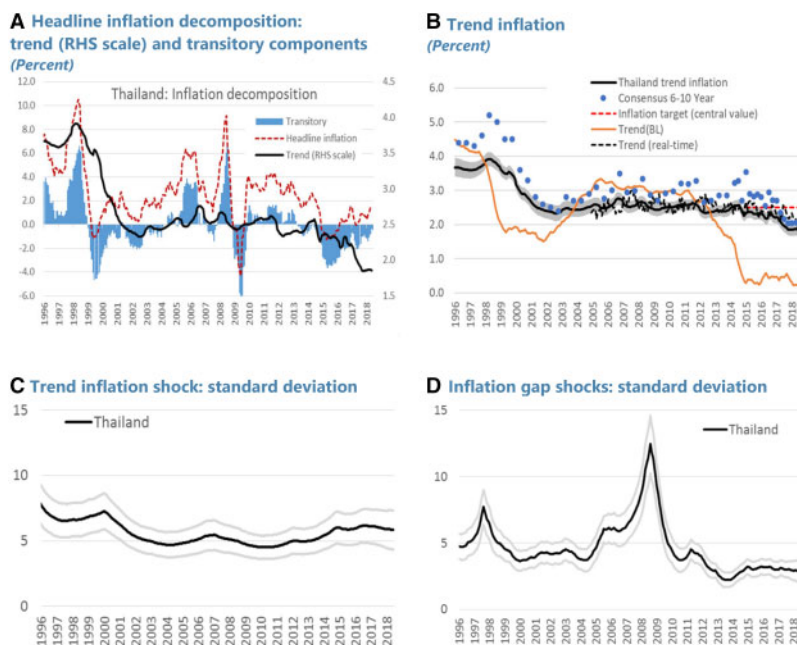 A Headline inflation decomposition:
trend (RHS scale) and transitory components
(Percent)
12.0
10.0
8.0
6.0
4.0
2.0
0.0
-2.0
-4.0
-6.0
4.5
4.0
3.5
3.0
2.5
2.0
1.5
Thailand: Inflation decomposition
Transitory
Headline inflation
Trend (RHS scale)
1996 1997 1998 1999 2000 2001 2002 2003 2004 2005 2006 2007 2008 2009 2010 2011 2012 2013 2014 2015 2016 2017 2018
B Trend inflation
(Percent)
6.0
5.0
4.0
3.0
2.0
1.0
0.0
Thailand trend inflation
Consensus 6-10 Year
Inflation target (central value)
Trend(BL)
Trend (real-time)
1996 1997 1998 1999 2000 2001 2002 2003 2004 2005 2006 2007 2008 2009 2010 2011 2012 2013 2014 2015 2016 2017 2018
C Trend inflation shock: standard deviation
15
10
5
0
Thailand
1996 1997 1998 1999 2000 2001 2002 2003 2004 2005 2006 2007 2008 2009 2010 2011 2012 2013 2014 2015 2016 2017 2018
D Inflation gap shocks: standard deviation
15
10
5
0
Thailand
1996 1997 1998 1999 2000 2001 2002 2003 2004 2005 2006 2007 2008 2009 2010 2011 2012 2013 2014 2015 2016 2017 2018